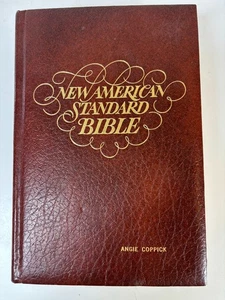 NEW AMERICAN
STANDARD
BIBLE
ANGIE COPPICK